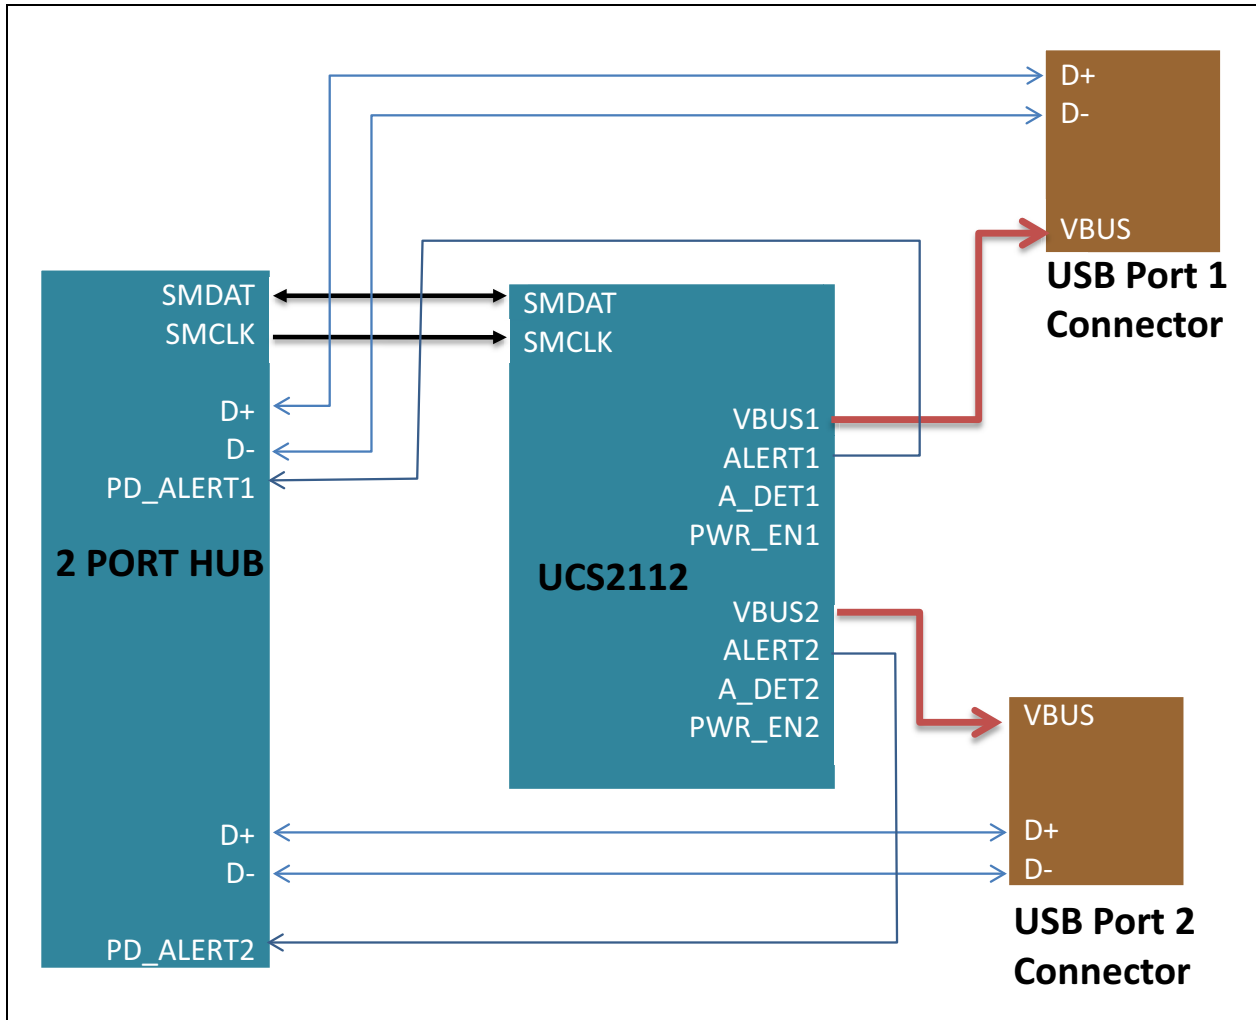 D+
D-
VBUS
USB Port 1
Connector
SMDAT
SMCLK
D+
D-
PD_ALERT1
2 PORT HUB
D+
D-
PD_ALERT2
SMDAT
SMCLK
VBUS1
ALERT1
A_DET1
PWR_EN1
UCS2112
VBUS2
ALERT2
A_DET2
PWR_EN2
VBUS
D+
D-
USB Port 2
Connector